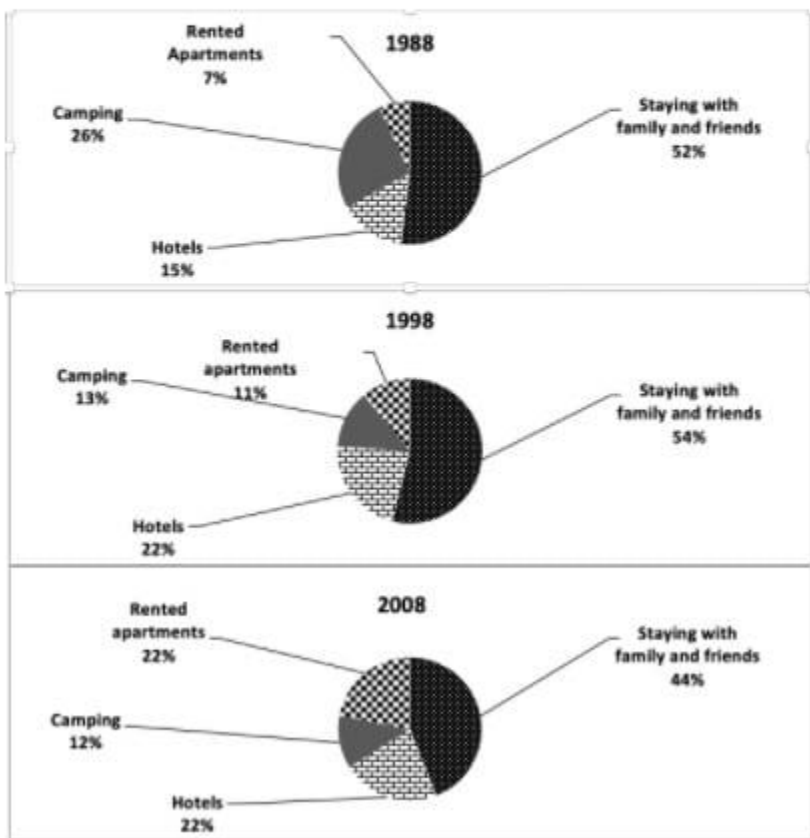 1988
Rented
Apartments
7%
Camping
26%
Staying with
family and friends
52%
Hotels
15%
1998
Rented
apartments
11%
Camping
13%
Staying with
family and friends
54%
Hotels
22%
2008
Rented
apartments
22%
Staying with
family and friends
44%
Camping
12%
Hotels
22%